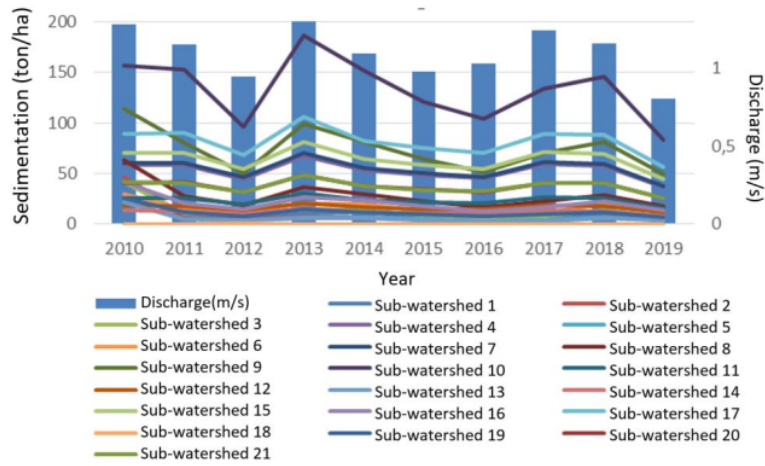 200
150
100
50
0
Sedimentation (ton/ha)
1
0,5
0
Discharge (m/s)
2010 2011 2012 2013 2014 2015 2016 2017 2018 2019
Year
Discharge(m/s) Sub-watershed 1 Sub-watershed 2
Sub-watershed 3 Sub-watershed 4 Sub-watershed 5
Sub-watershed 6 Sub-watershed 7 Sub-watershed 8
Sub-watershed 9 Sub-watershed 10 Sub-watershed 11
Sub-watershed 12 Sub-watershed 13 Sub-watershed 14
Sub-watershed 15 Sub-watershed 16 Sub-watershed 17
Sub-watershed 18 Sub-watershed 19 Sub-watershed 20
Sub-watershed 21